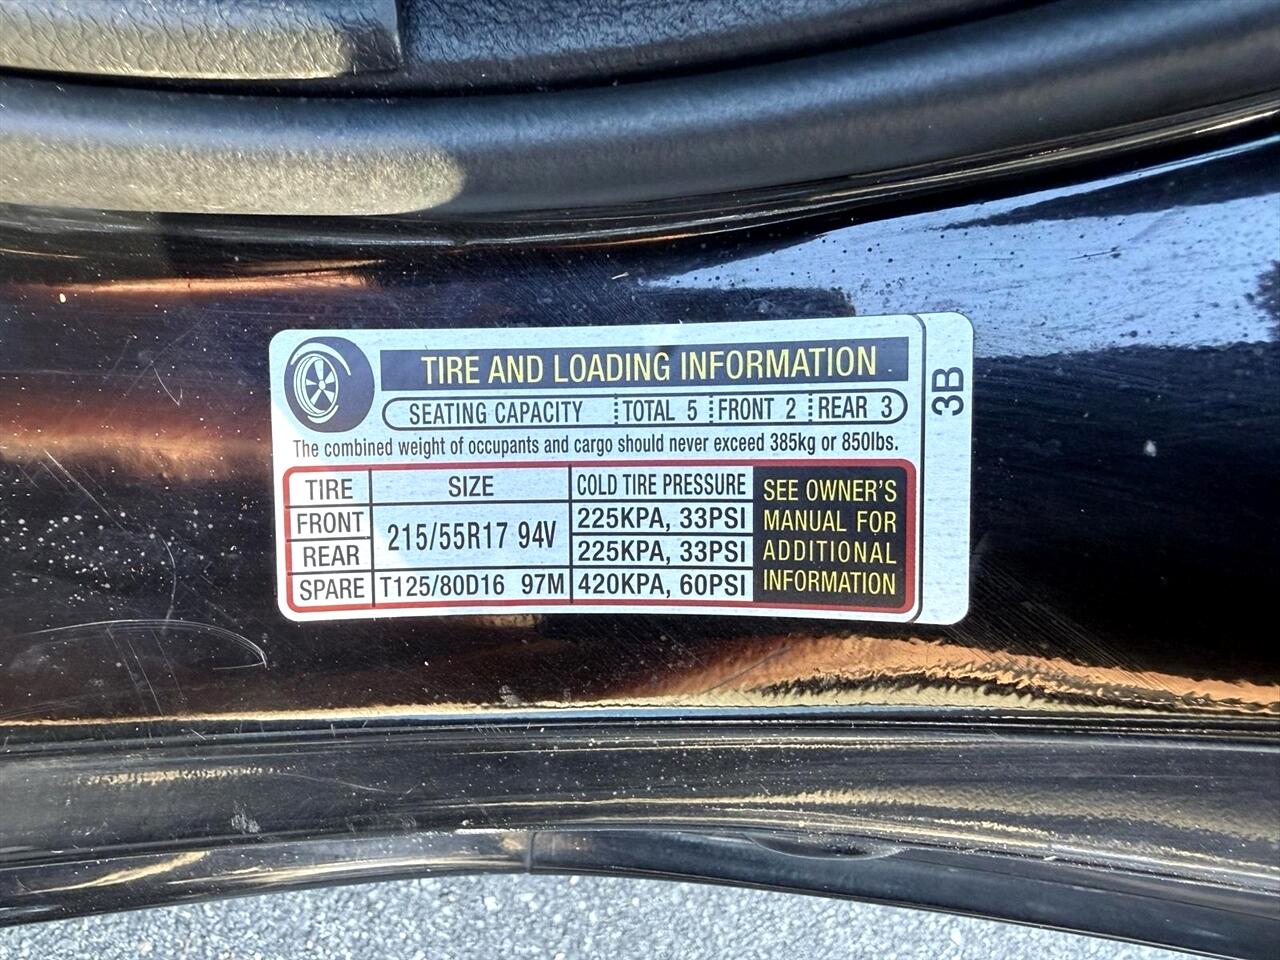 TIRE AND LOADING INFORMATION
SEATING CAPACITY TOTAL 5 FRONT 2 REAR 3
The combined weight of occupants and cargo should never exceed 385kg or 850lbs.
TIRE SIZE COLD TIRE PRESSURE
FRONT 215/55R17 94V 225KPA, 33PSI
REAR 225KPA, 33PSI
SPARE T125/80D16 97M 420KPA, 60PSI
SEE OWNER'S
MANUAL FOR
ADDITIONAL
INFORMATION
3B